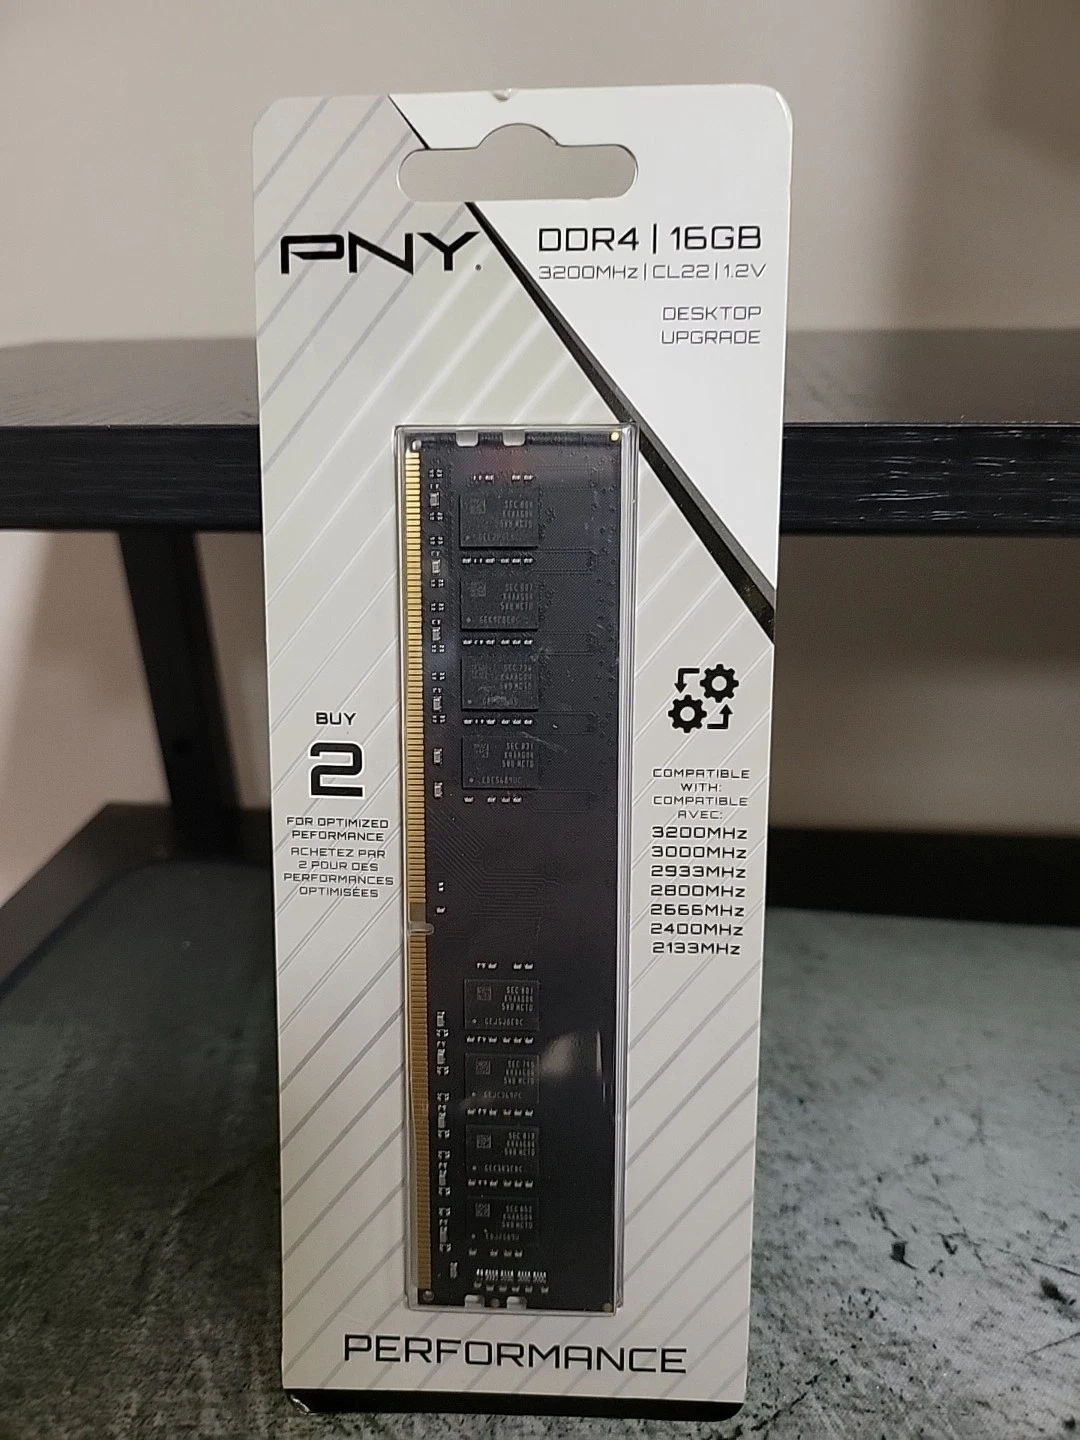 PNY.
DDR4 | 16GB
3200MHz | CL22 | 1.2V
DESKTOP
UPGRADE
BUY
2
FOR OPTIMIZED
PEFORMANCE
ACHETEZ PAR
2 POUR DES
PERFORMANCES
OPTIMISÉES
COMPATIBLE
WITH:
COMPATIBLE
AVEC:
3200MHz
3000MHz
2933MHz
2800MHz
2666MHz
2400MHz
2133MHz
PERFORMANCE